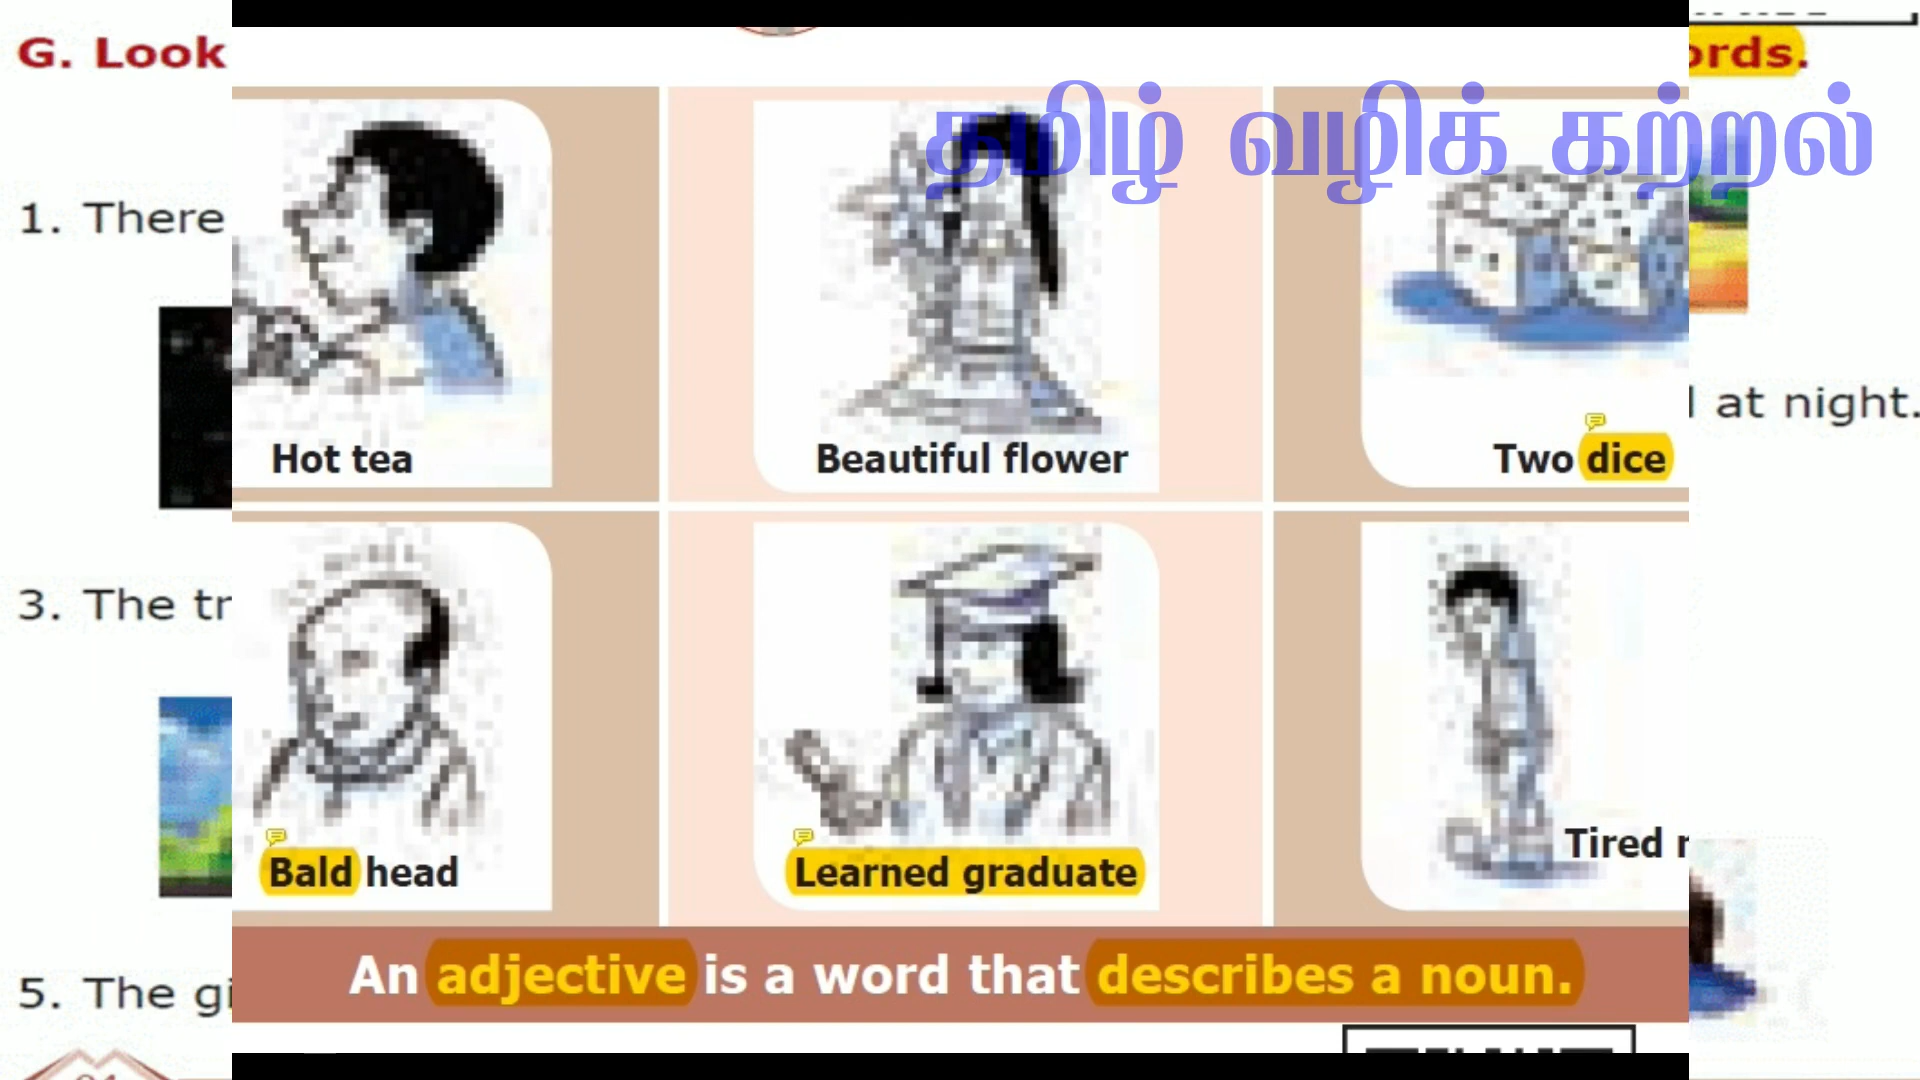 G. Look
ords.
தமிழ் வழிக் கற்றல்
1. There
Hot tea
Beautiful flower
Two dice
at night.
3. The tr
Bald head
Learned graduate
Tired
An adjective is a word that describes a noun.
5. The gi